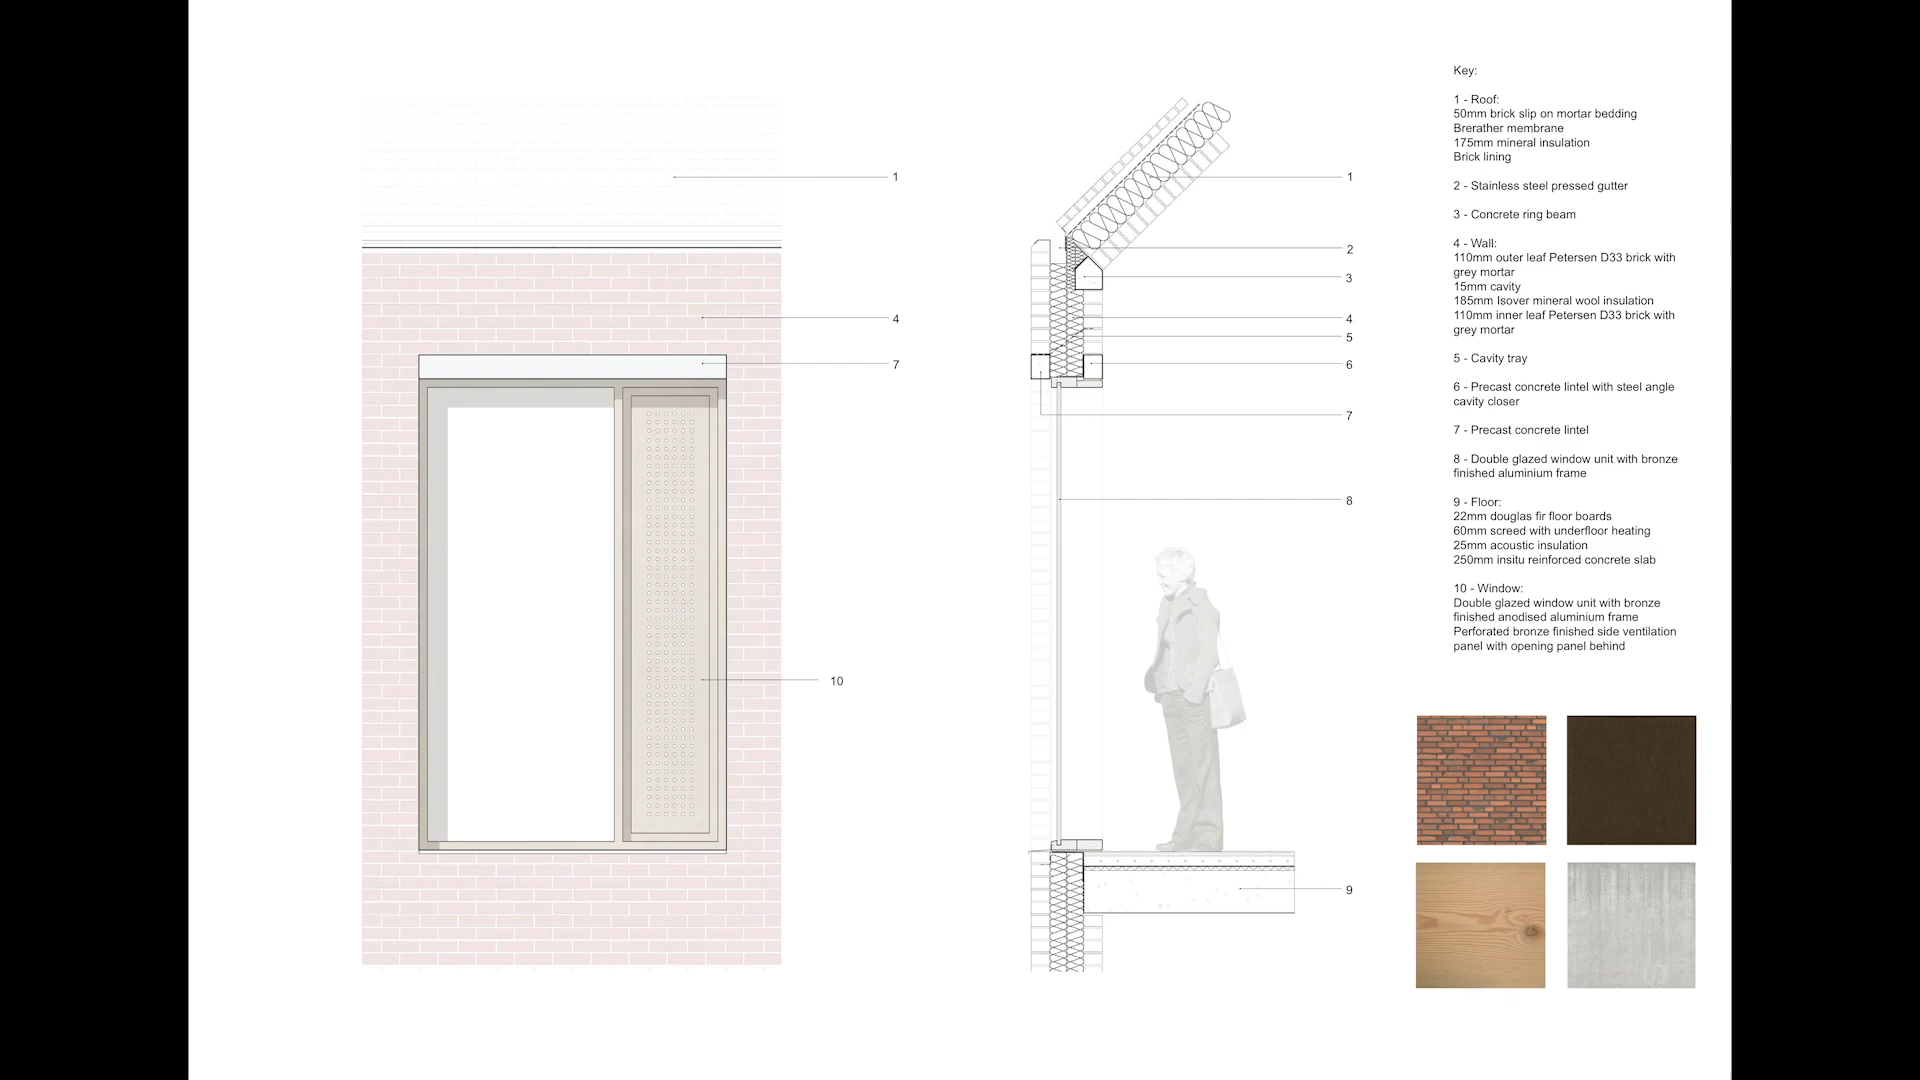 Key:
1 - Roof:
50mm brick slip on mortar bedding
Brerather membrane
175mm mineral insulation
Brick lining
2 - Stainless steel pressed gutter
3 - Concrete ring beam
4 - Wall:
110mm outer leaf Petersen D33 brick with
grey mortar
15mm cavity
185mm Isover mineral wool insulation
110mm inner leaf Petersen D33 brick with
grey mortar
5 - Cavity tray
6 - Precast concrete lintel with steel angle
cavity closer
7 - Precast concrete lintel
8 - Double glazed window unit with bronze
finished aluminium frame
9 - Floor:
22mm douglas fir floor boards
60mm screed with underfloor heating
25mm acoustic insulation
250mm insitu reinforced concrete slab
10 - Window:
Double glazed window unit with bronze
finished anodised aluminium frame
Perforated bronze finished side ventilation
panel with opening panel behind
1
4
7
10
1
2
3
4
5
6
7
8
9